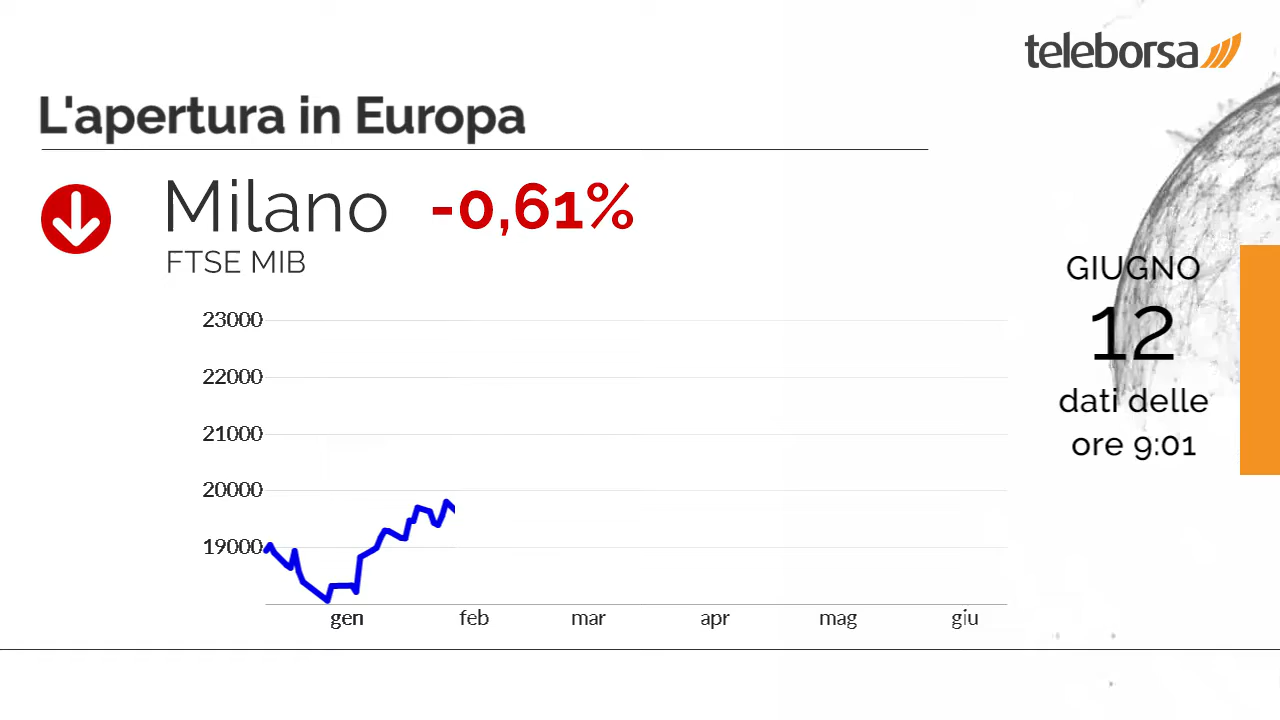 teleborsa
L'apertura in Europa
Milano -0,61%
FTSE MIB
GIUGNO
12
dati delle
ore 9:01
23000
22000
21000
20000
19000
gen feb mar apr mag giu